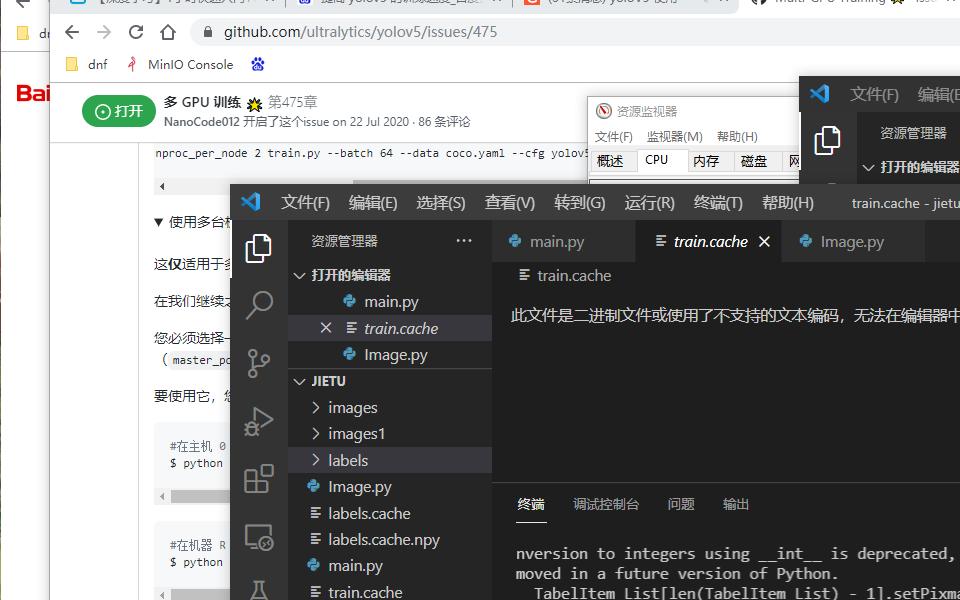 github.com/ultralytics/yolov5/issues/475
dnf
MinIO Console
Bai
打开
多 GPU 训练 第475章
NanoCode012 开启了这个issue on 22 Jul 2020 · 86 条评论
nproc_per_node 2 train.py --batch 64 --data coco.yaml --cfg yolov5
使用多台机
这仅适用于多
在我们继续之
您必须选择一
（ master_po
要使用它，您
#在主机 0
$ python
#在机器 R
$ python
资源监视器
文件(F) 监视器(M) 帮助(H)
概述 CPU 内存 磁盘 网
文件(F) 编辑(E
资源管理器
打开的编辑器
文件(F) 编辑(E) 选择(S) 查看(V) 转到(G) 运行(R) 终端(T) 帮助(H) train.cache - jietu
资源管理器 ···
打开的编辑器
main.py
train.cache
Image.py
JIETU
images
images1
labels
Image.py
labels.cache
labels.cache.npy
main.py
train.cache
main.py train.cache Image.py
train.cache
此文件是二进制文件或使用了不支持的文本编码，无法在编辑器中
终端 调试控制台 问题 输出
nversion to integers using __int__ is deprecated,
moved in a future version of Python.
TabelItem_List[len(TabelItem_List) - 1].setPixma